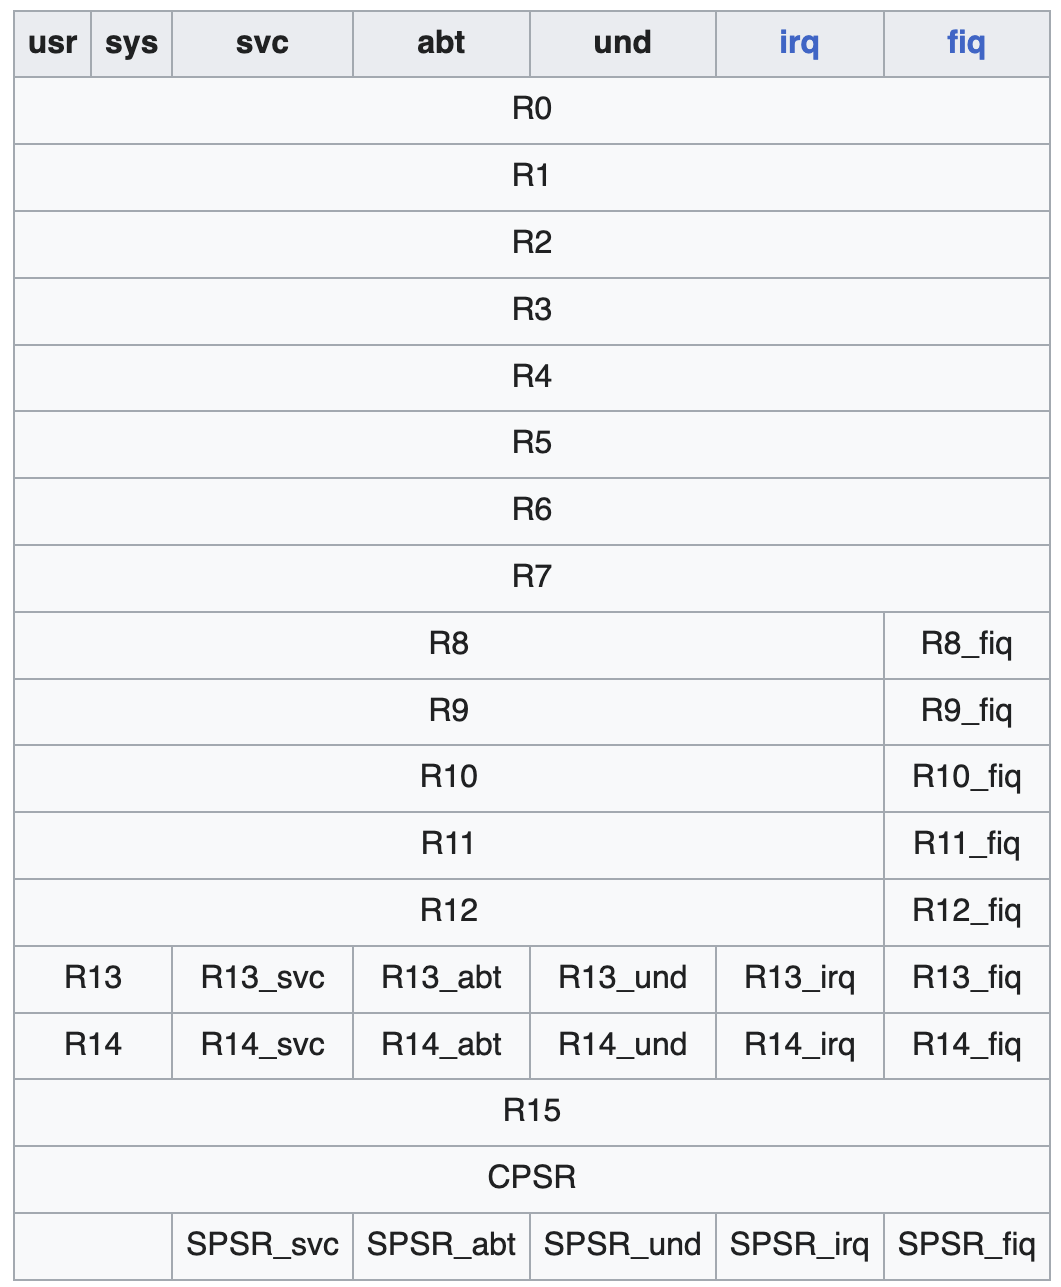 usr sys svc abt und irq fiq
R0
R1
R2
R3
R4
R5
R6
R7
R8 R8_fiq
R9 R9_fiq
R10 R10_fiq
R11 R11_fiq
R12 R12_fiq
R13 R13_svc R13_abt R13_und R13_irq R13_fiq
R14 R14_svc R14_abt R14_und R14_irq R14_fiq
R15
CPSR
SPSR_svc SPSR_abt SPSR_und SPSR_irq SPSR_fiq